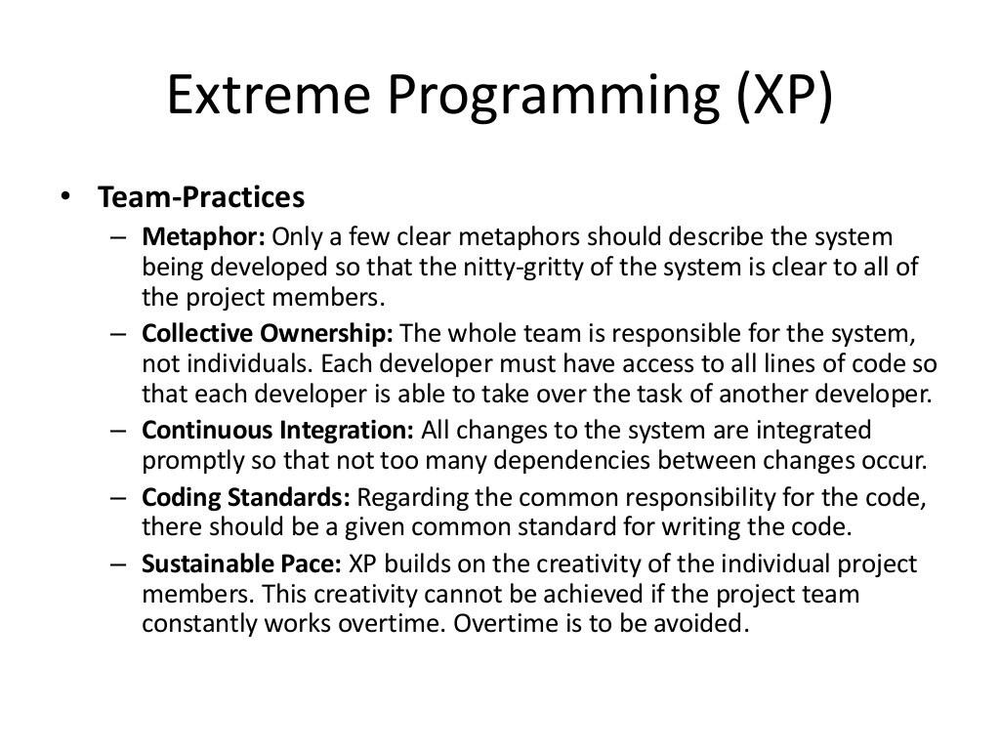 Extreme Programming (XP)
• Team-Practices
– Metaphor: Only a few clear metaphors should describe the system
being developed so that the nitty-gritty of the system is clear to all of
the project members.
– Collective Ownership: The whole team is responsible for the system,
not individuals. Each developer must have access to all lines of code so
that each developer is able to take over the task of another developer.
– Continuous Integration: All changes to the system are integrated
promptly so that not too many dependencies between changes occur.
– Coding Standards: Regarding the common responsibility for the code,
there should be a given common standard for writing the code.
– Sustainable Pace: XP builds on the creativity of the individual project
members. This creativity cannot be achieved if the project team
constantly works overtime. Overtime is to be avoided.